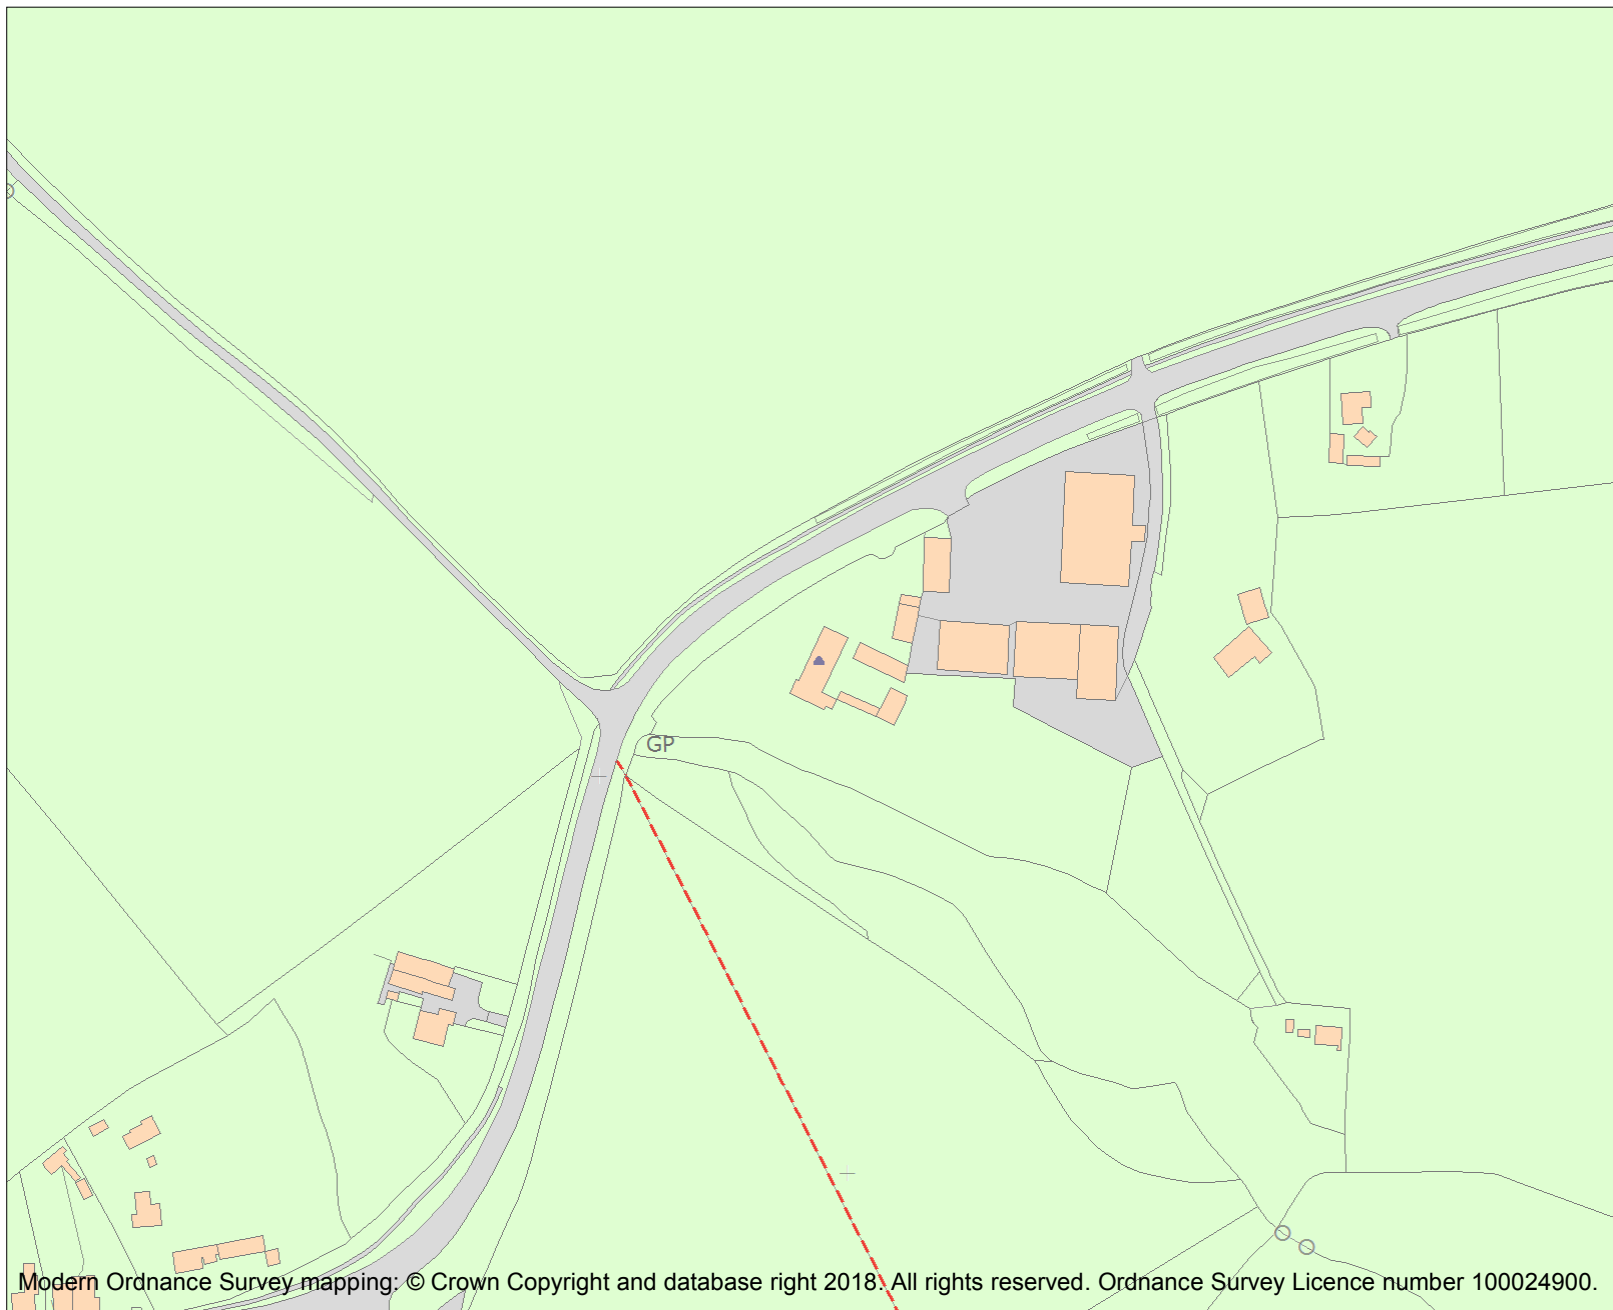 GP
Modern Ordnance Survey mapping: © Crown Copyright and database right 2018. All rights reserved. Ordnance Survey Licence number 100024900.